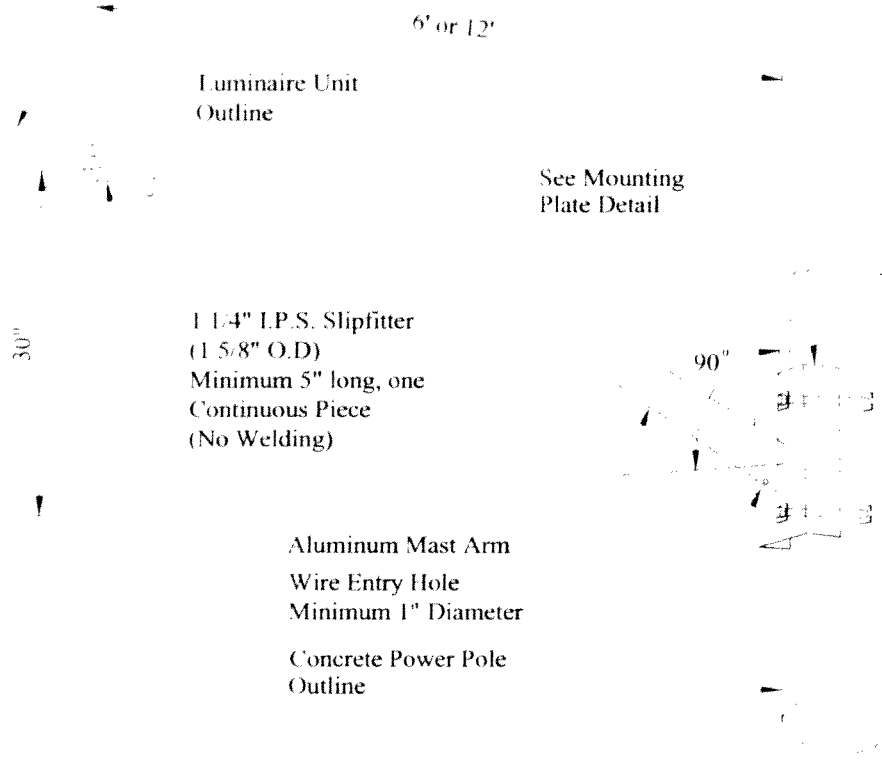 6' or 12'
Luminaire Unit
Outline
See Mounting
Plate Detail
30"
1 1/4" I.P.S. Slipfitter
(1 5/8" O.D)
Minimum 5" long, one
Continuous Piece
(No Welding)
90°
Aluminum Mast Arm
Wire Entry Hole
Minimum 1" Diameter
Concrete Power Pole
Outline